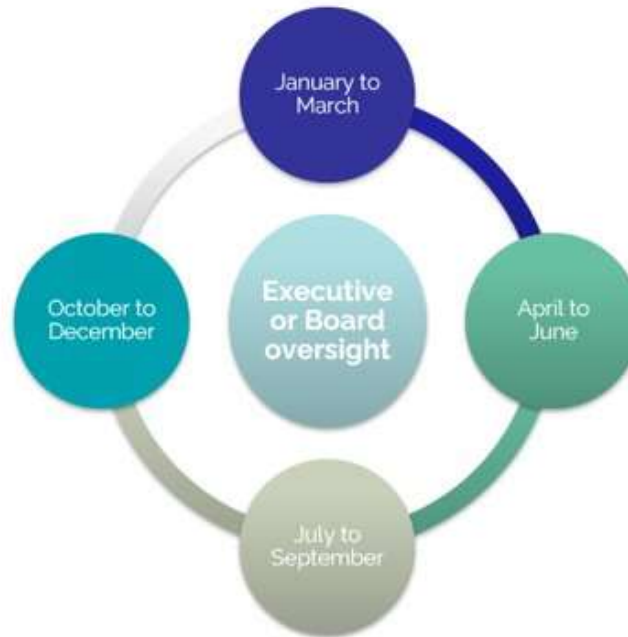 January to
March
October to
December
Executive
or Board
oversight
April to
June
July to
September